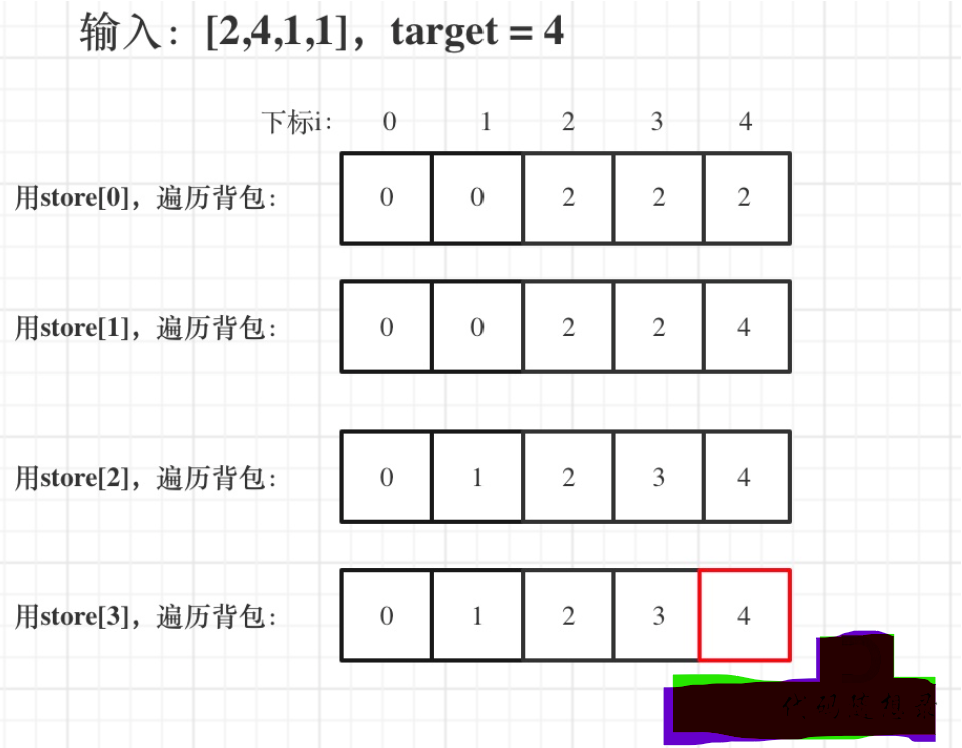 输入：[2,4,1,1]，target = 4
下标i： 0 1 2 3 4
用store[0]，遍历背包： 0 0 2 2 2
用store[1]，遍历背包： 0 0 2 2 4
用store[2]，遍历背包： 0 1 2 3 4
用store[3]，遍历背包： 0 1 2 3 4